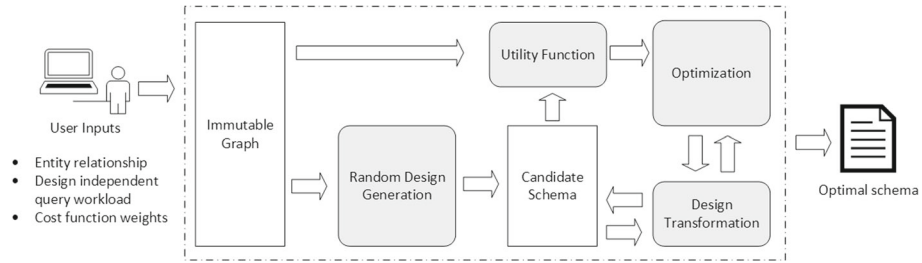 User Inputs
• Entity relationship
• Design independent
query workload
• Cost function weights
Immutable
Graph
Random Design
Generation
Utility Function
Candidate
Schema
Optimization
Design
Transformation
Optimal schema